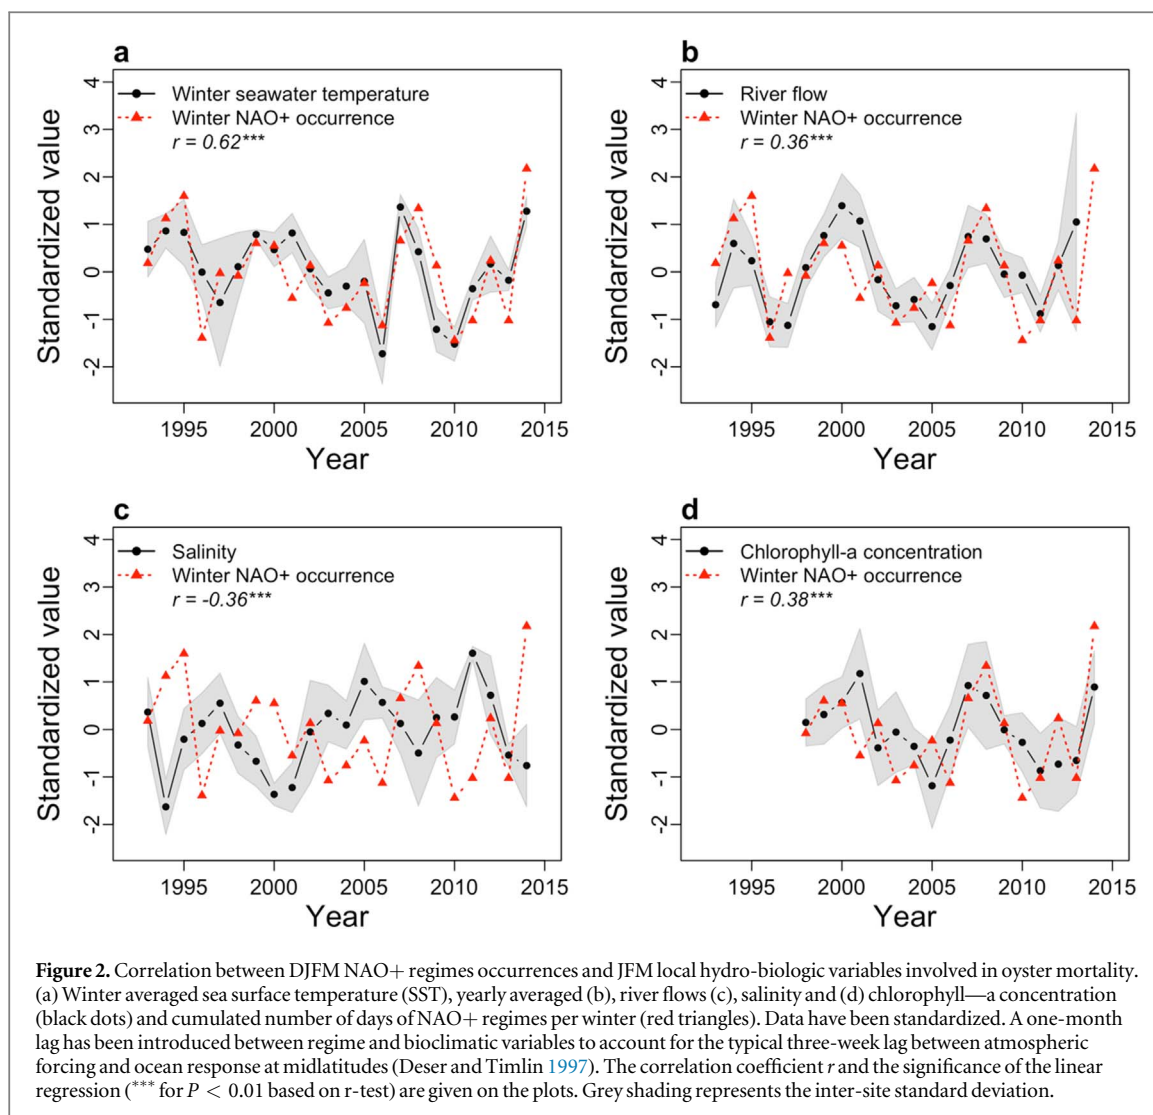 a
Winter seawater temperature
Winter NAO+ occurrence
r = 0.62***
Standardized value
4
3
2
1
0
-1
-2
1995 2000 2005 2010 2015
Year
b
River flow
Winter NAO+ occurrence
r = 0.36***
Standardized value
4
3
2
1
0
-1
-2
1995 2000 2005 2010 2015
Year
c
Salinity
Winter NAO+ occurrence
r = -0.36***
Standardized value
4
3
2
1
0
-1
-2
1995 2000 2005 2010 2015
Year
d
Chlorophyll-a concentration
Winter NAO+ occurrence
r = 0.38***
Standardized value
4
3
2
1
0
-1
-2
1995 2000 2005 2010 2015
Year
Figure 2. Correlation between DJFM NAO+ regimes occurrences and JFM local hydro-biologic variables involved in oyster mortality.
(a) Winter averaged sea surface temperature (SST), yearly averaged (b), river flows (c), salinity and (d) chlorophyll—a concentration
(black dots) and cumulated number of days of NAO+ regimes per winter (red triangles). Data have been standardized. A one-month
lag has been introduced between regime and bioclimatic variables to account for the typical three-week lag between atmospheric
forcing and ocean response at midlatitudes (Deser and Timlin 1997). The correlation coefficient r and the significance of the linear
regression (*** for P < 0.01 based on r-test) are given on the plots. Grey shading represents the inter-site standard deviation.